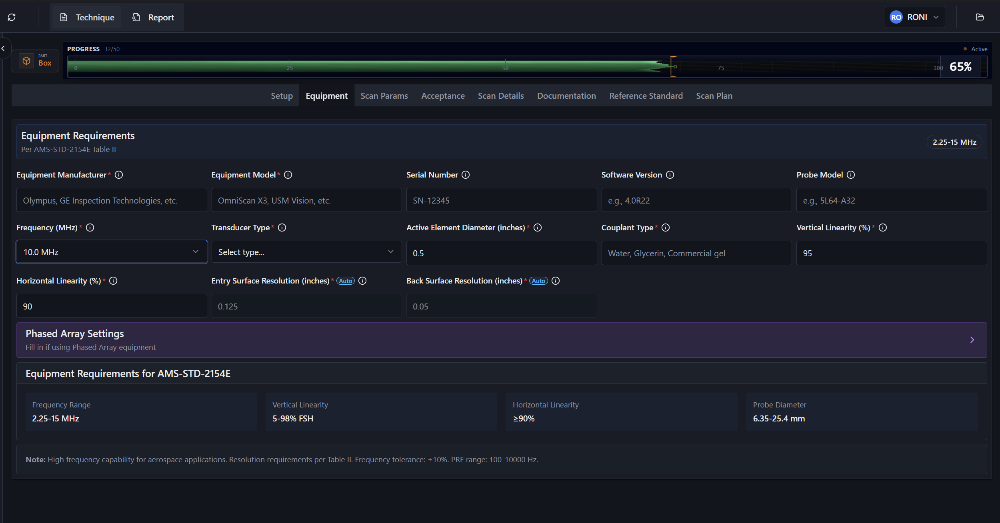 Technique
Report
RO RONI
PART
Box
PROGRESS 32/50
Active
0 25 50 75 100
65%
Setup Equipment Scan Params Acceptance Scan Details Documentation Reference Standard Scan Plan
Equipment Requirements
Per AMS-STD-2154E Table II
2.25-15 MHz
Equipment Manufacturer* Equipment Model* Serial Number Software Version Probe Model
Olympus, GE Inspection Technologies, etc. OmniScan X3, USM Vision, etc. SN-12345 e.g., 4.0R22 e.g., 5L64-A32
Frequency (MHz)* Transducer Type* Active Element Diameter (inches)* Couplant Type* Vertical Linearity (%)*
10.0 MHz Select type... 0.5 Water, Glycerin, Commercial gel 95
Horizontal Linearity (%)* Entry Surface Resolution (inches)* Auto Back Surface Resolution (inches)* Auto
90 0.125 0.05
Phased Array Settings
Fill in if using Phased Array equipment
Equipment Requirements for AMS-STD-2154E
Frequency Range Vertical Linearity Horizontal Linearity Probe Diameter
2.25-15 MHz 5-98% FSH ≥90% 6.35-25.4 mm
Note: High frequency capability for aerospace applications. Resolution requirements per Table II. Frequency tolerance: ±10%. PRF range: 100-10000 Hz.